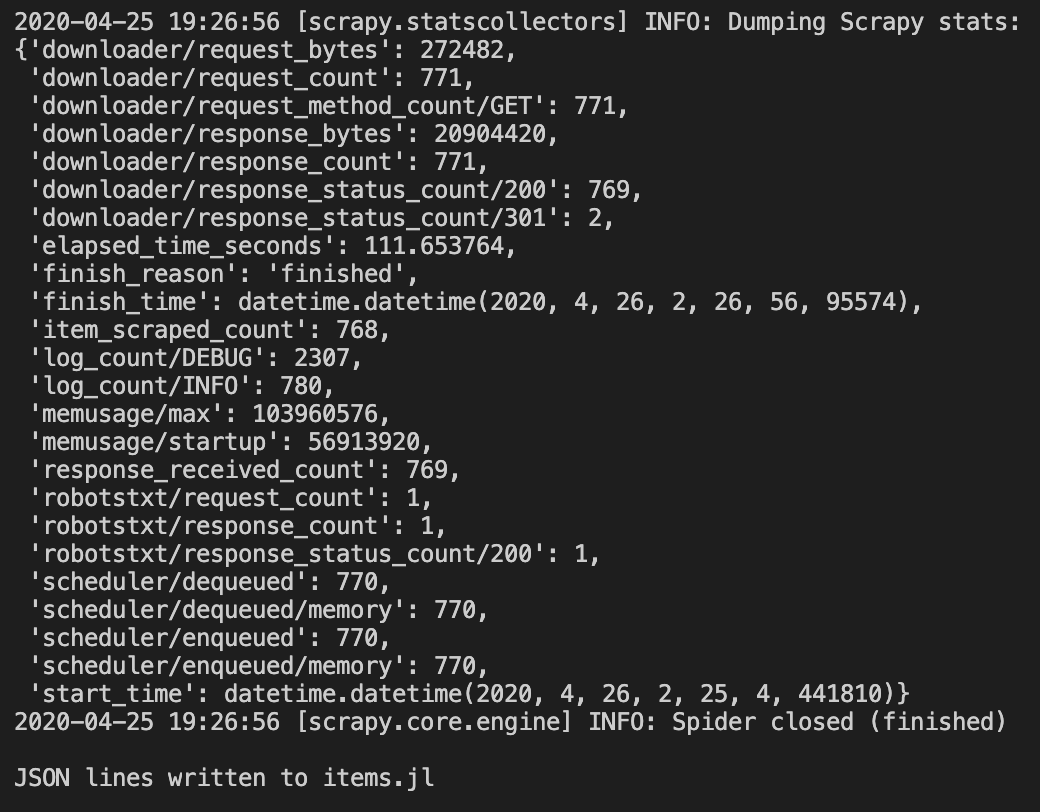 2020-04-25 19:26:56 [scrapy.statscollectors] INFO: Dumping Scrapy stats:
{'downloader/request_bytes': 272482,
 'downloader/request_count': 771,
 'downloader/request_method_count/GET': 771,
 'downloader/response_bytes': 20904420,
 'downloader/response_count': 771,
 'downloader/response_status_count/200': 769,
 'downloader/response_status_count/301': 2,
 'elapsed_time_seconds': 111.653764,
 'finish_reason': 'finished',
 'finish_time': datetime.datetime(2020, 4, 26, 2, 26, 56, 95574),
 'item_scraped_count': 768,
 'log_count/DEBUG': 2307,
 'log_count/INFO': 780,
 'memusage/max': 103960576,
 'memusage/startup': 56913920,
 'response_received_count': 769,
 'robotstxt/request_count': 1,
 'robotstxt/response_count': 1,
 'robotstxt/response_status_count/200': 1,
 'scheduler/dequeued': 770,
 'scheduler/dequeued/memory': 770,
 'scheduler/enqueued': 770,
 'scheduler/enqueued/memory': 770,
 'start_time': datetime.datetime(2020, 4, 26, 2, 25, 4, 441810)}
2020-04-25 19:26:56 [scrapy.core.engine] INFO: Spider closed (finished)
JSON lines written to items.jl